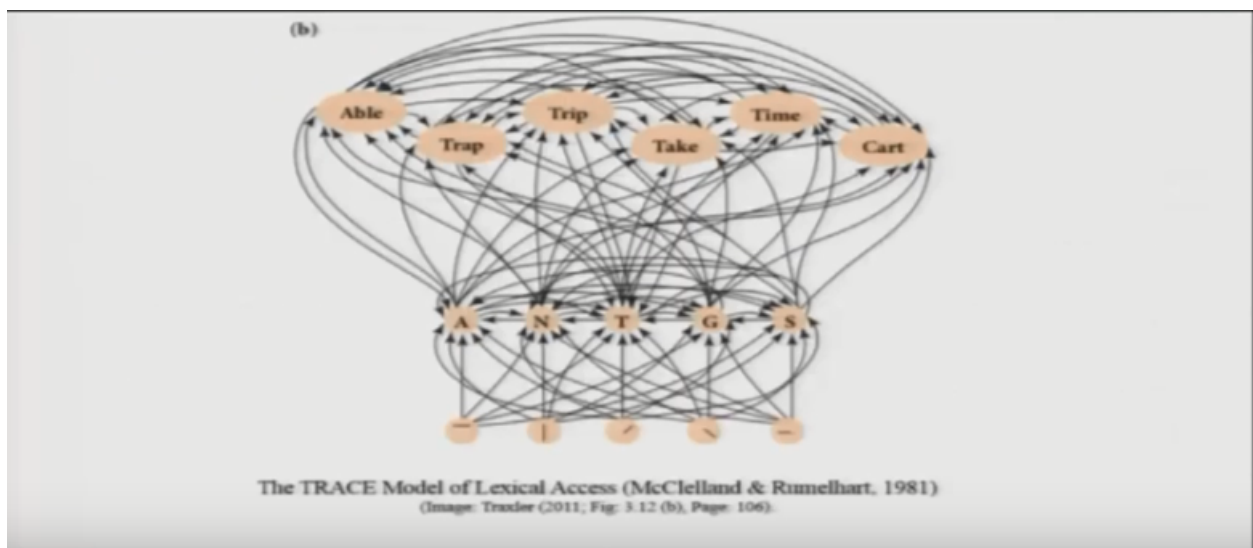 (b)
Able
Trip
Time
Trap
Take
Cart
A N T G S
The TRACE Model of Lexical Access (McClelland & Rumelhart, 1981)
(Image: Traxler (2011; Fig: 3.12 (b), Page: 106).